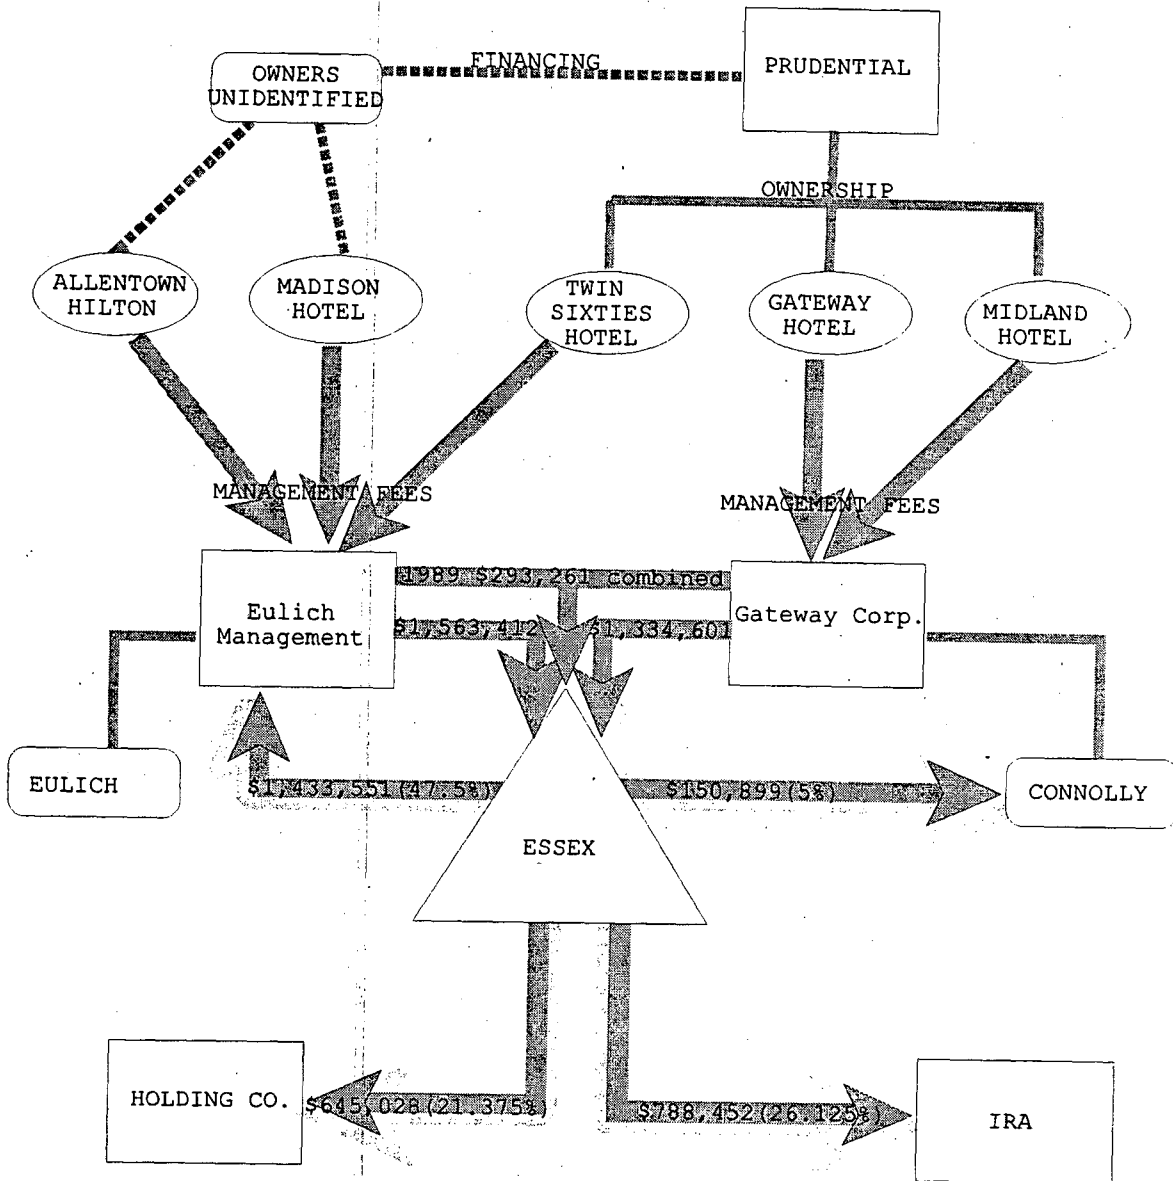 FINANCING
PRUDENTIAL
OWNERS
UNIDENTIFIED
OWNERSHIP
ALLENTOWN
HILTON
MADISON
HOTEL
TWIN
SIXTIES
HOTEL
GATEWAY
HOTEL
MIDLAND
HOTEL
MANAGEMENT FEES
MANAGEMENT FEES
1989 $293,261 combined
Eulich
Management
$1,563,412
$1,334,601
Gateway Corp.
EULICH
$1,433,551(47.5%)
$150,899(5%)
CONNOLLY
ESSEX
HOLDING CO.
$645,028(21.375%)
$788,452(26.125%)
IRA